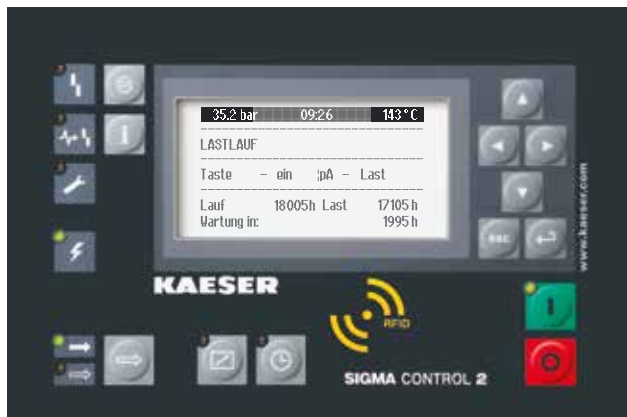 35.2 bar 09:26 143°C
LASTLAUF
Taste - ein pA - Last
Lauf 18005h Last 17105h
Wartung in: 1995h
ESC
www.kaeser.com
KAESER
RFID
I
O
SIGMA CONTROL 2